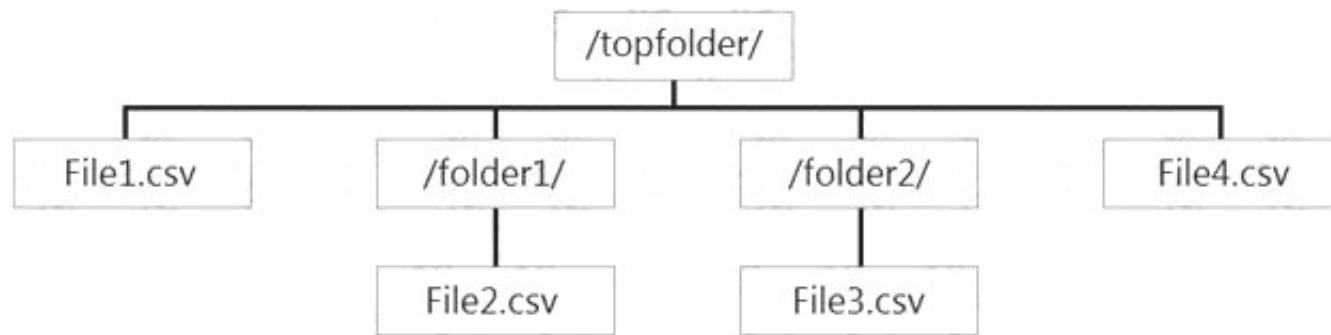 /topfolder/
File1.csv
/folder1/
/folder2/
File4.csv
File2.csv
File3.csv